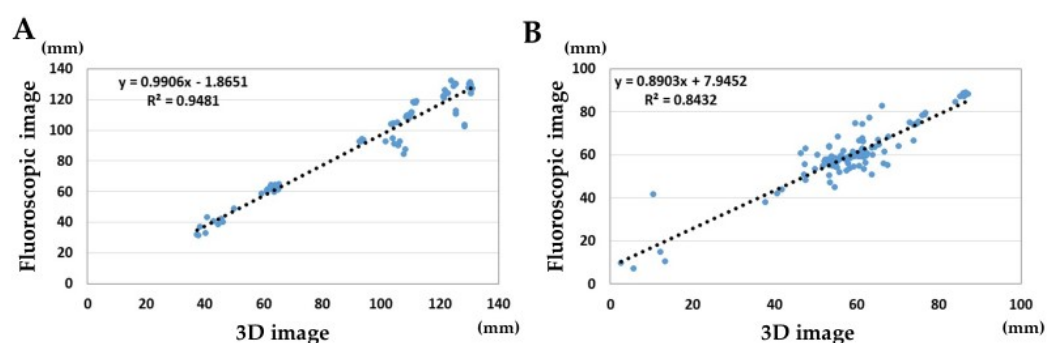 A
(mm)
y = 0.9906x - 1.8651
R² = 0.9481
Fluoroscopic image
140
120
100
80
60
40
20
0
0 20 40 60 80 100 120 140
3D image
(mm)
B
(mm)
y = 0.8903x + 7.9452
R² = 0.8432
Fluoroscopic image
100
80
60
40
20
0
0 20 40 60 80 100
3D image
(mm)